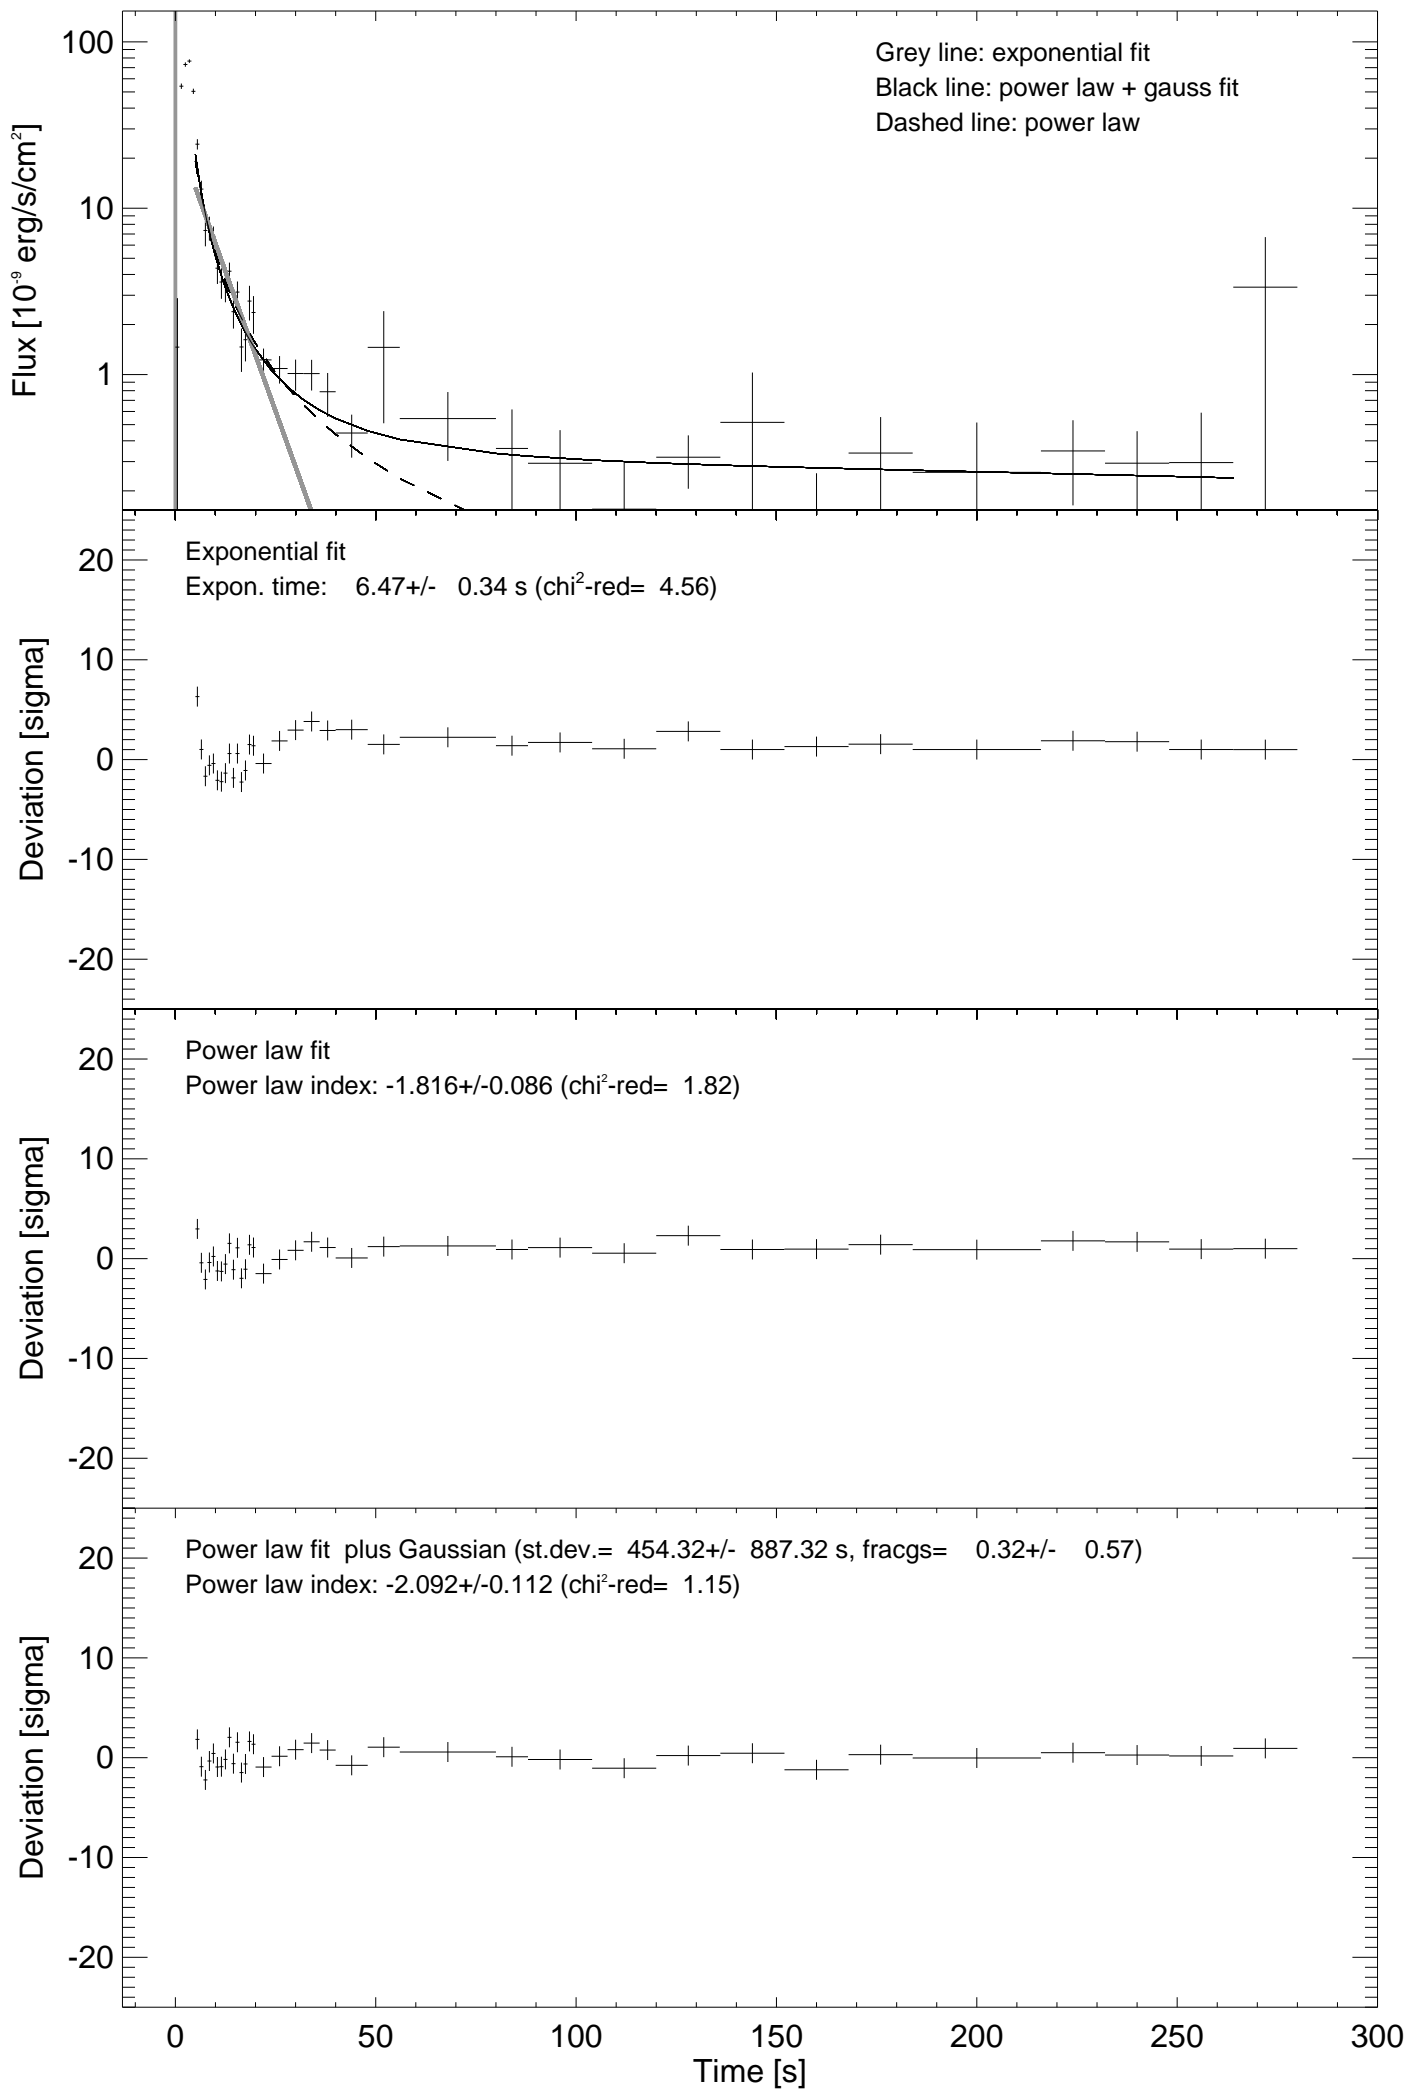 Grey line: exponential fit
Black line: power law + gauss fit
Dashed line: power law
100
10
1
Flux [10⁻⁹ erg/s/cm²]
Exponential fit
Expon. time: 6.47+/- 0.34 s (chi²-red= 4.56)
20
10
0
-10
-20
Deviation [sigma]
Power law fit
Power law index: -1.816+/-0.086 (chi²-red= 1.82)
20
10
0
-10
-20
Deviation [sigma]
Power law fit plus Gaussian (st.dev.= 454.32+/- 887.32 s, fracgs= 0.32+/- 0.57)
Power law index: -2.092+/-0.112 (chi²-red= 1.15)
20
10
0
-10
-20
Deviation [sigma]
0 50 100 150 200 250 300
Time [s]